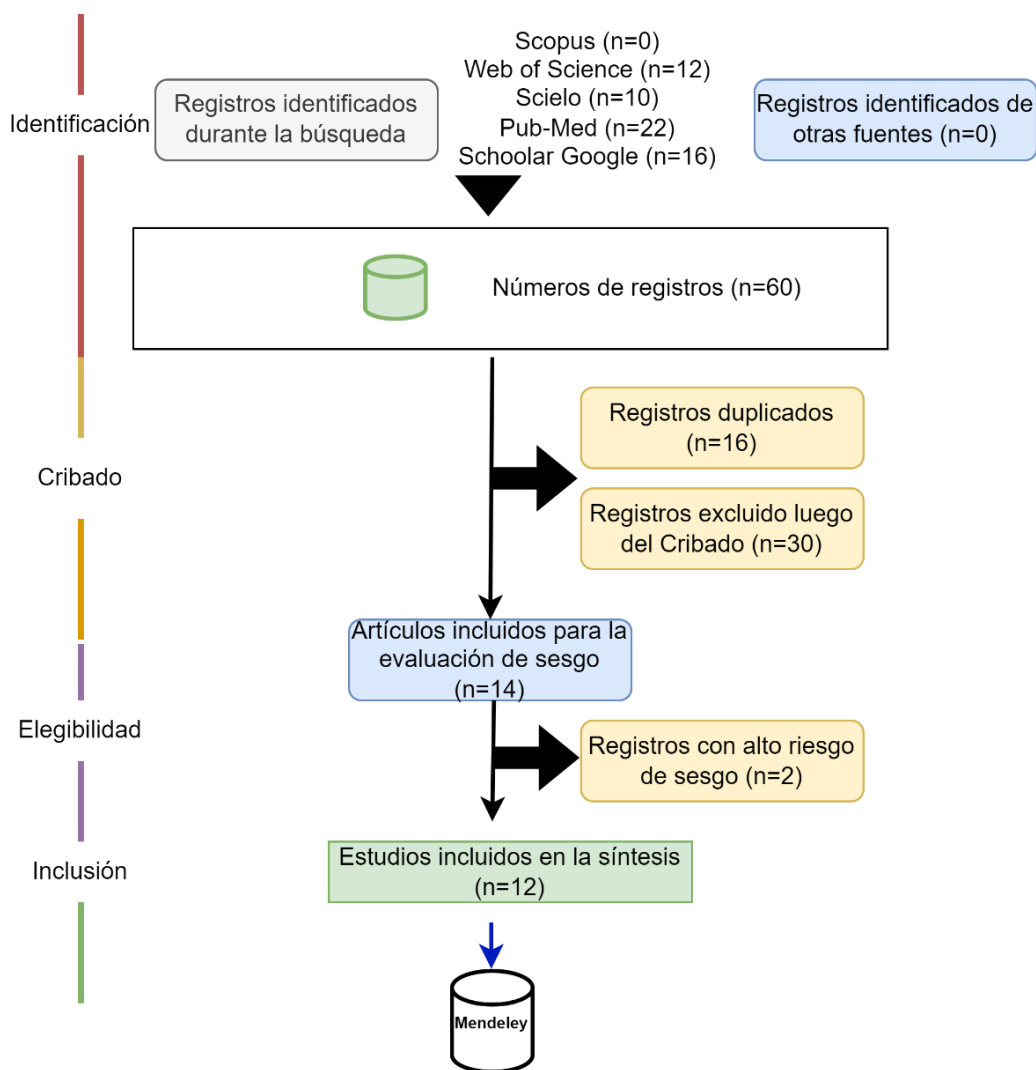 Scopus (n=0)
Web of Science (n=12)
Scielo (n=10)
Pub-Med (n=22)
Schoolar Google (n=16)
Identificación
Registros identificados
durante la búsqueda
Registros identificados de
otras fuentes (n=0)
Números de registros (n=60)
Cribado
Registros duplicados
(n=16)
Registros excluido luego
del Cribado (n=30)
Artículos incluidos para la
evaluación de sesgo
(n=14)
Elegibilidad
Registros con alto riesgo
de sesgo (n=2)
Inclusión
Estudios incluidos en la síntesis
(n=12)
Mendeley